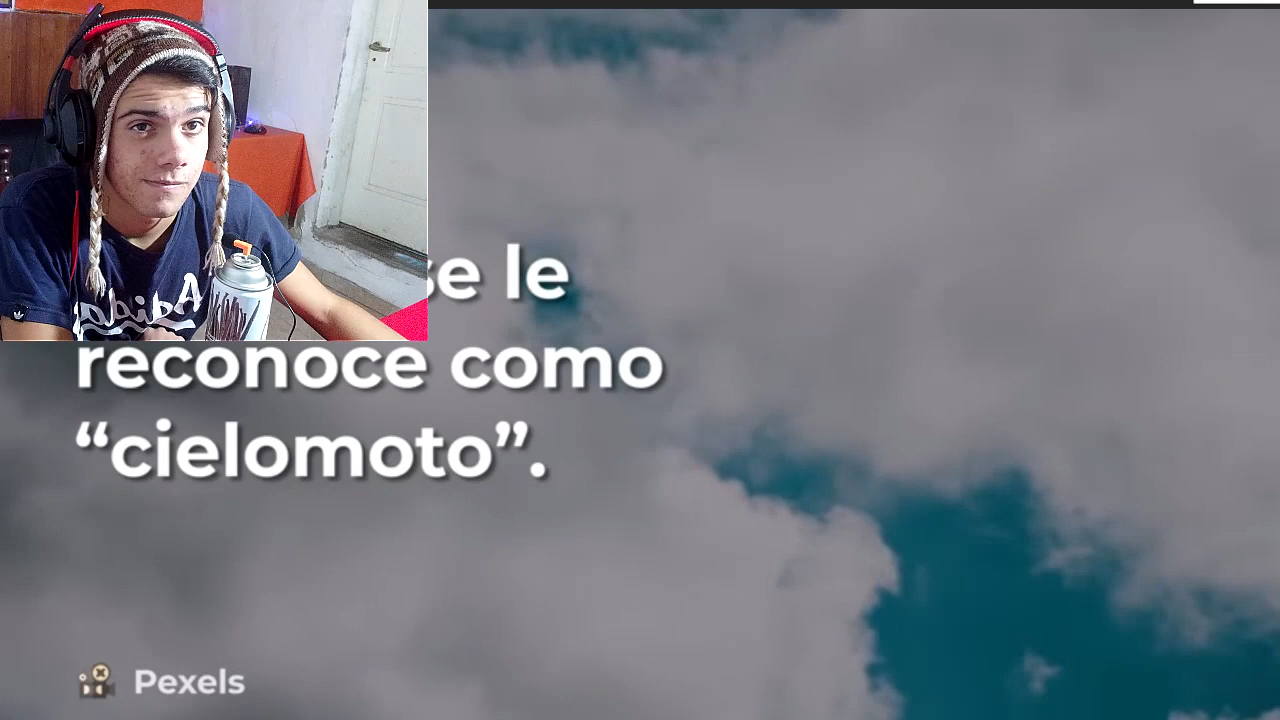 se le
reconoce como
“cielomoto”.
Pexels